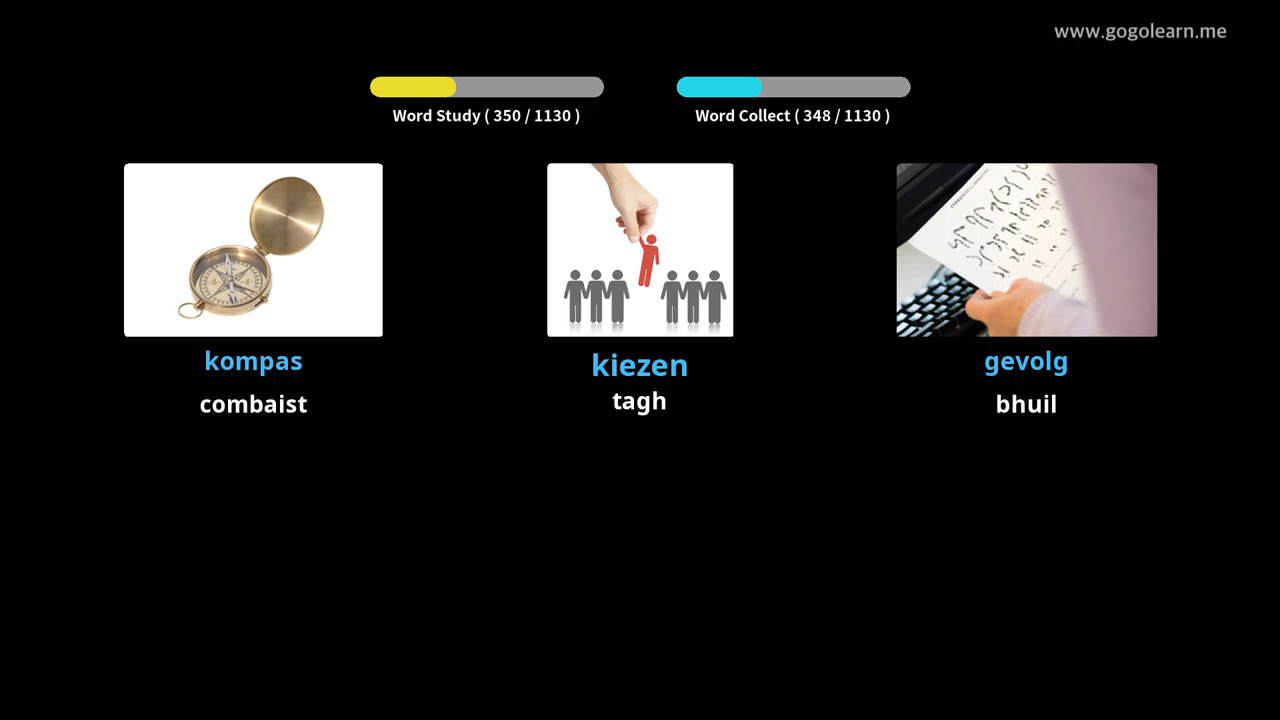 www.gogolearn.me
Word Study ( 350 / 1130 )
Word Collect ( 348 / 1130 )
kompas
kiezen
gevolg
combaist
tagh
bhuil